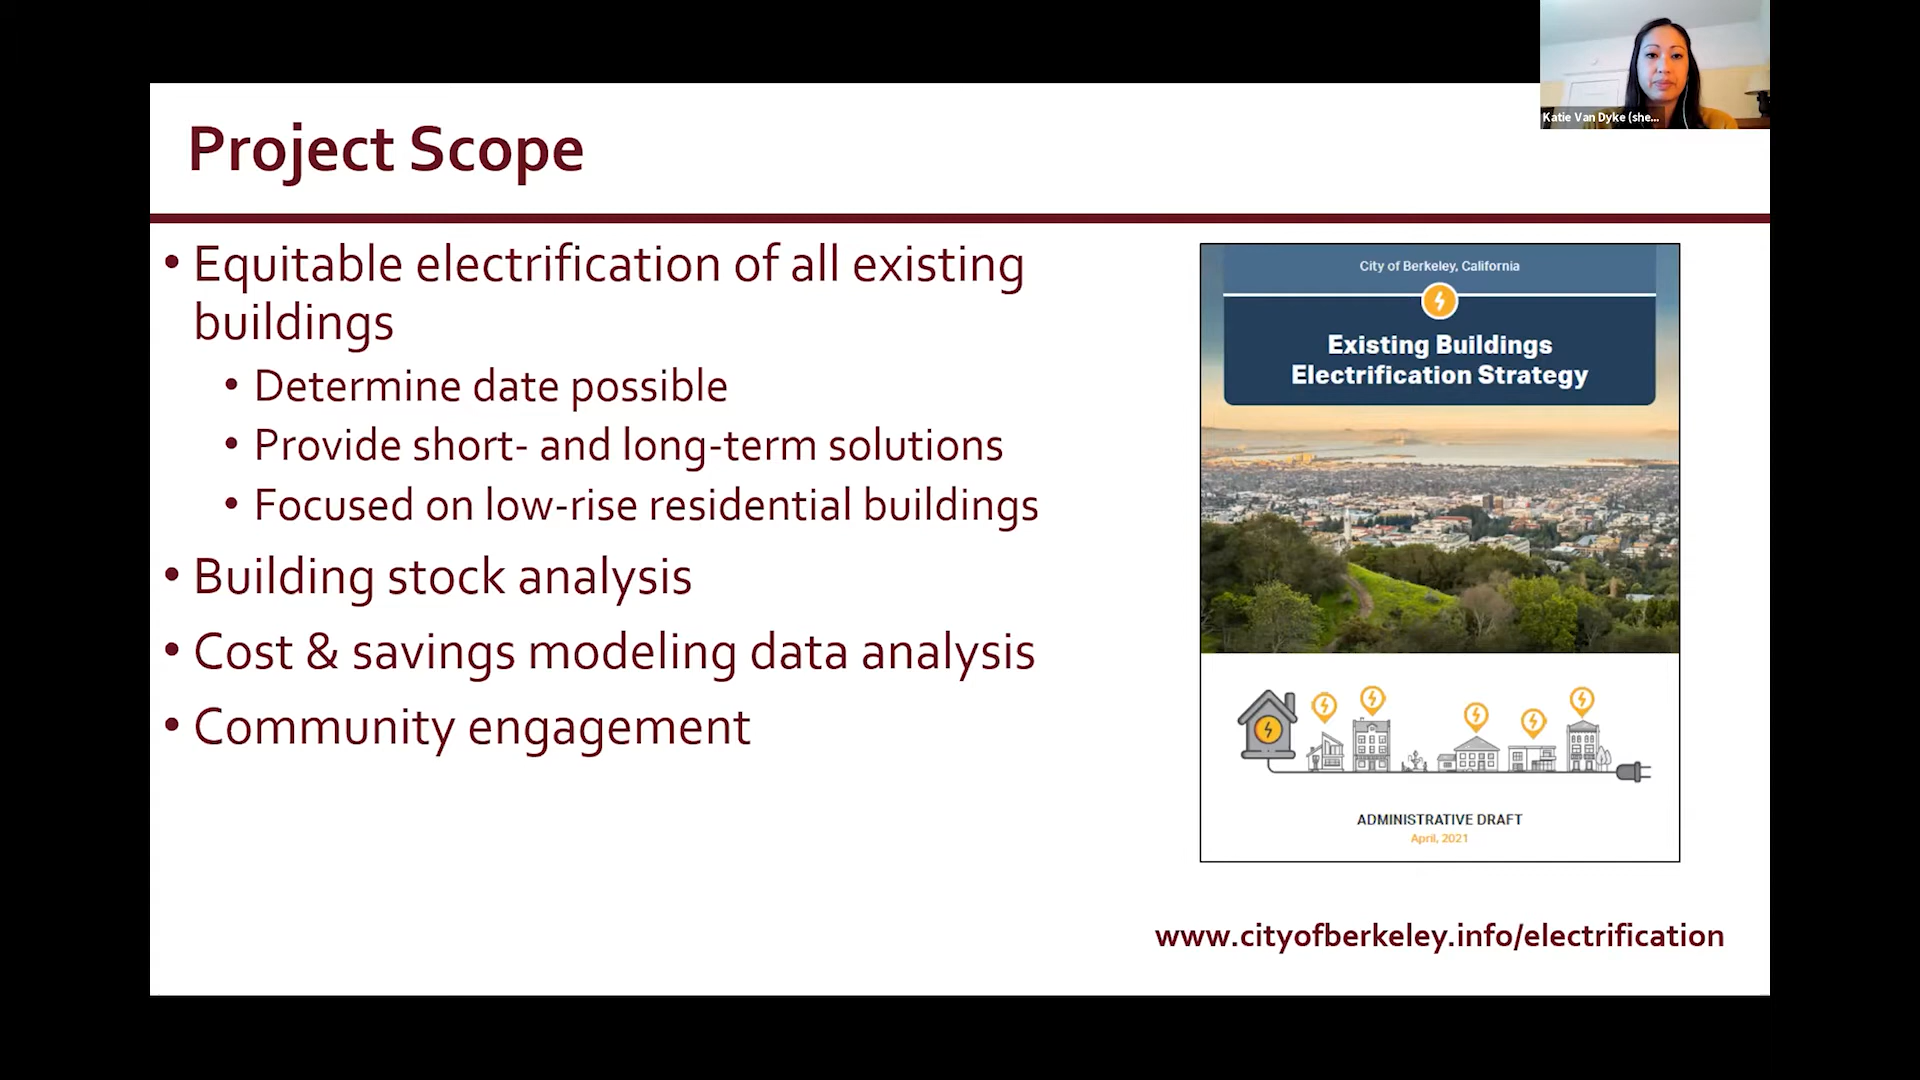 Katie Van Dyke (she...
Project Scope
• Equitable electrification of all existing
buildings
• Determine date possible
• Provide short- and long-term solutions
• Focused on low-rise residential buildings
• Building stock analysis
• Cost & savings modeling data analysis
• Community engagement
City of Berkeley, California
Existing Buildings
Electrification Strategy
ADMINISTRATIVE DRAFT
April, 2021
www.cityofberkeley.info/electrification